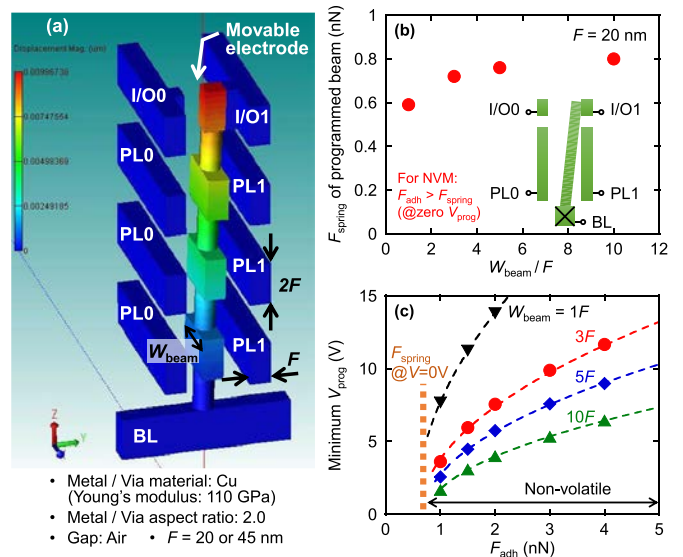 (a)
Movable
electrode
Displacement Mag. (um)
0.00747554
0.00498369
0.00249185
0
I/O0
I/O1
PL0
PL1
PL0
PL1
2F
PL0
W_beam
PL1
F
BL
Z
Y
• Metal / Via material: Cu
(Young's modulus: 110 GPa)
• Metal / Via aspect ratio: 2.0
• Gap: Air • F = 20 or 45 nm
(b)
F = 20 nm
F_spring of programmed beam (nN)
1
0.8
0.6
0.4
0.2
0
I/O0
I/O1
PL0
PL1
BL
For NVM:
F_adh > F_spring
(@zero V_prog)
0 2 4 6 8 10 12
W_beam / F
(c)
W_beam = 1F
3F
5F
10F
F_spring
@V=0V
Minimum V_prog (V)
15
10
5
0
Non-volatile
0 1 2 3 4 5
F_adh (nN)